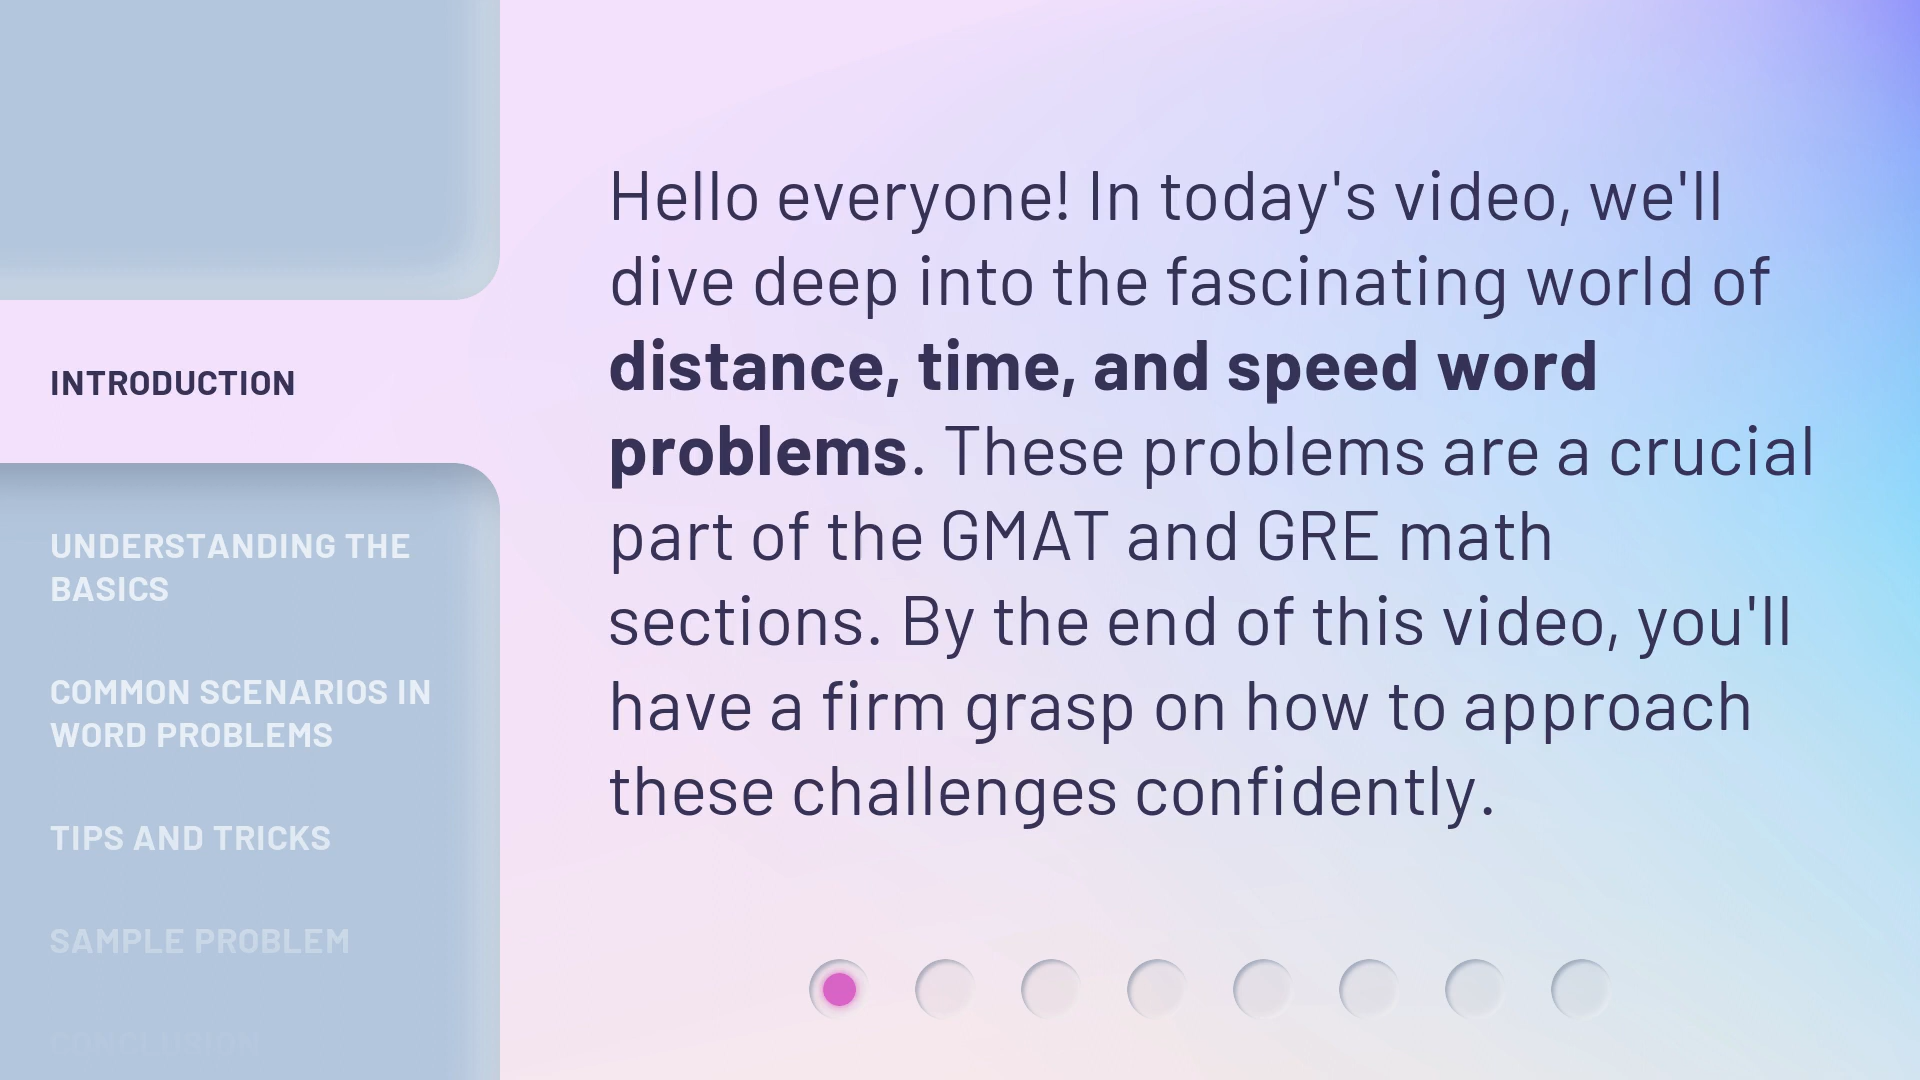 INTRODUCTION
UNDERSTANDING THE
BASICS
COMMON SCENARIOS IN
WORD PROBLEMS
TIPS AND TRICKS
SAMPLE PROBLEM
CONCLUSION
Hello everyone! In today's video, we'll
dive deep into the fascinating world of
distance, time, and speed word
problems. These problems are a crucial
part of the GMAT and GRE math
sections. By the end of this video, you'll
have a firm grasp on how to approach
these challenges confidently.